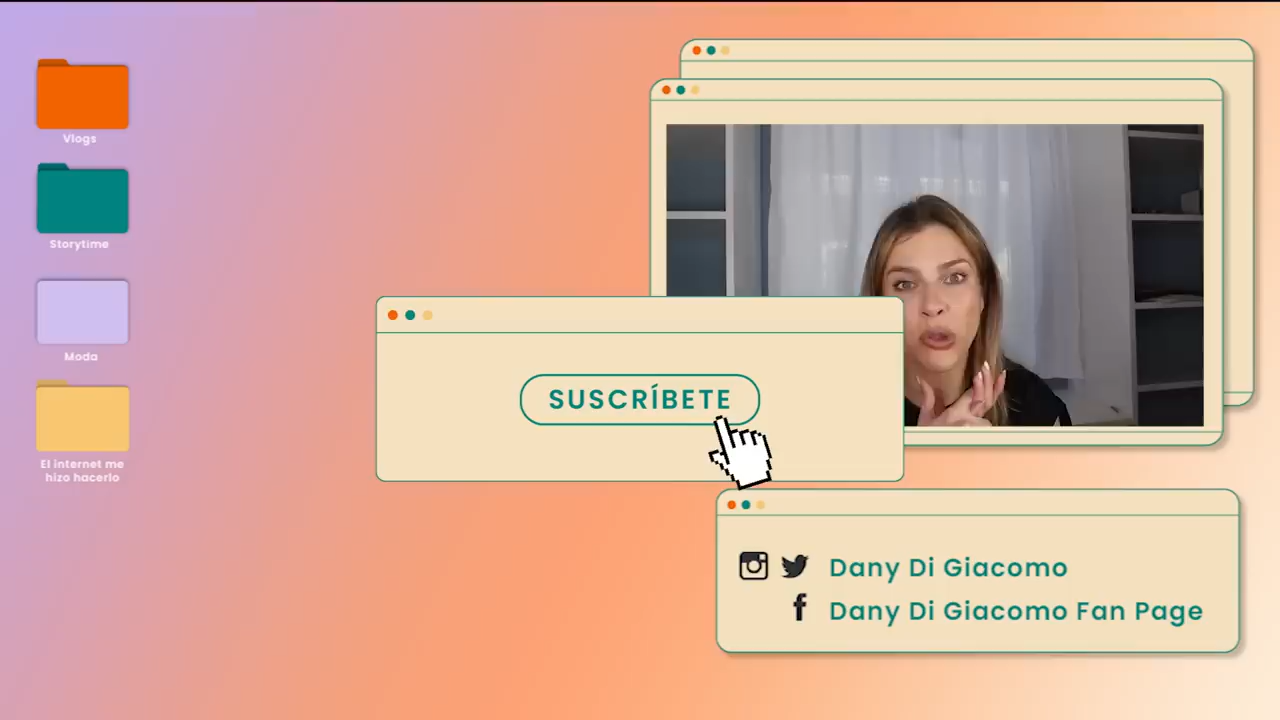 Vlogs
Storytime
Moda
El internet me
hizo hacerlo
SUSCRÍBETE
Dany Di Giacomo
Dany Di Giacomo Fan Page